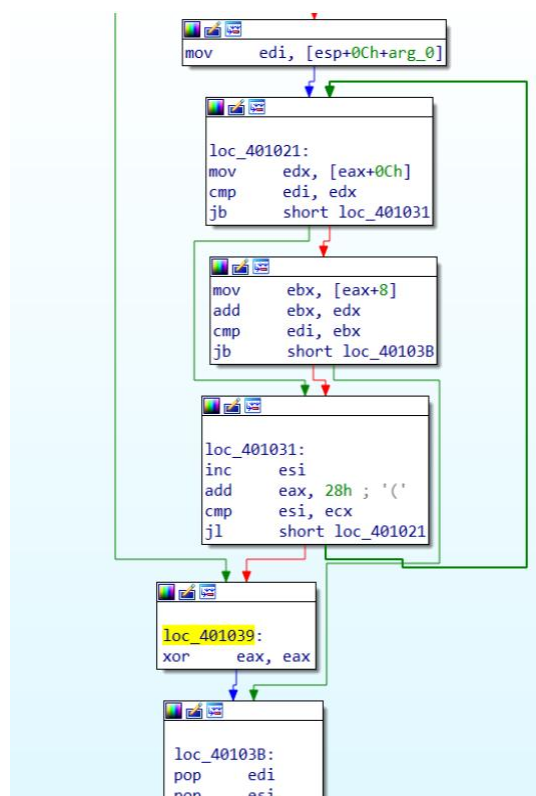 mov edi, [esp+0Ch+arg_0]
loc_401021:
mov edx, [eax+0Ch]
cmp edi, edx
jb short loc_401031
mov ebx, [eax+8]
add ebx, edx
cmp edi, ebx
jb short loc_40103B
loc_401031:
inc esi
add eax, 28h ; '('
cmp esi, ecx
jl short loc_401021
loc_401039:
xor eax, eax
loc_40103B:
pop edi
pop esi